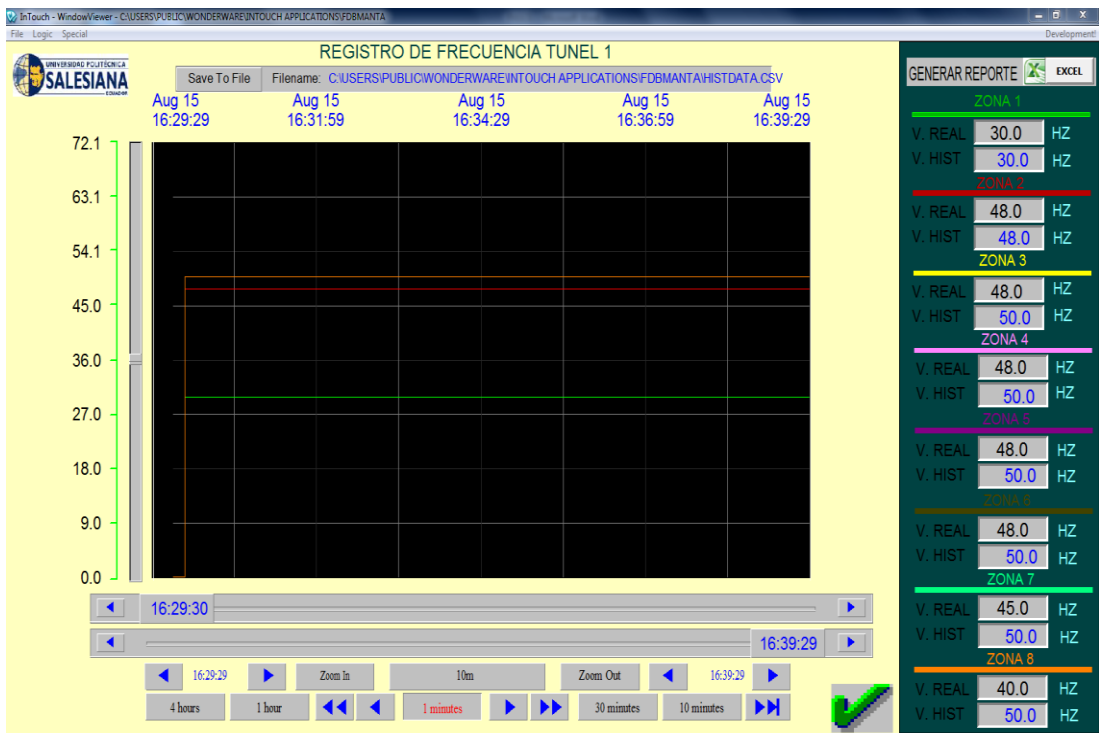 InTouch - WindowViewer - C:\USERS\PUBLIC\WONDERWARE\INTOUCH APPLICATIONS\FDBMANTA
File Logic Special Development!
UNIVERSIDAD POLITÉCNICA
SALESIANA
ECUADOR
REGISTRO DE FRECUENCIA TUNEL 1
Save To File Filename: C:\USERS\PUBLIC\WONDERWARE\INTOUCH APPLICATIONS\FDBMANTA\HISTDATA.CSV
Aug 15 Aug 15 Aug 15 Aug 15 Aug 15
16:29:29 16:31:59 16:34:29 16:36:59 16:39:29
72.1
63.1
54.1
45.0
36.0
27.0
18.0
9.0
0.0
16:29:30
16:39:29
16:29:29 Zoom In 10m Zoom Out 16:39:29
4 hours 1 hour 1 minutes 30 minutes 10 minutes
GENERAR REPORTE EXCEL
ZONA 1
V. REAL 30.0 HZ
V. HIST 30.0 HZ
ZONA 2
V. REAL 48.0 HZ
V. HIST 48.0 HZ
ZONA 3
V. REAL 48.0 HZ
V. HIST 50.0 HZ
ZONA 4
V. REAL 48.0 HZ
V. HIST 50.0 HZ
ZONA 5
V. REAL 48.0 HZ
V. HIST 50.0 HZ
ZONA 6
V. REAL 48.0 HZ
V. HIST 50.0 HZ
ZONA 7
V. REAL 45.0 HZ
V. HIST 50.0 HZ
ZONA 8
V. REAL 40.0 HZ
V. HIST 50.0 HZ